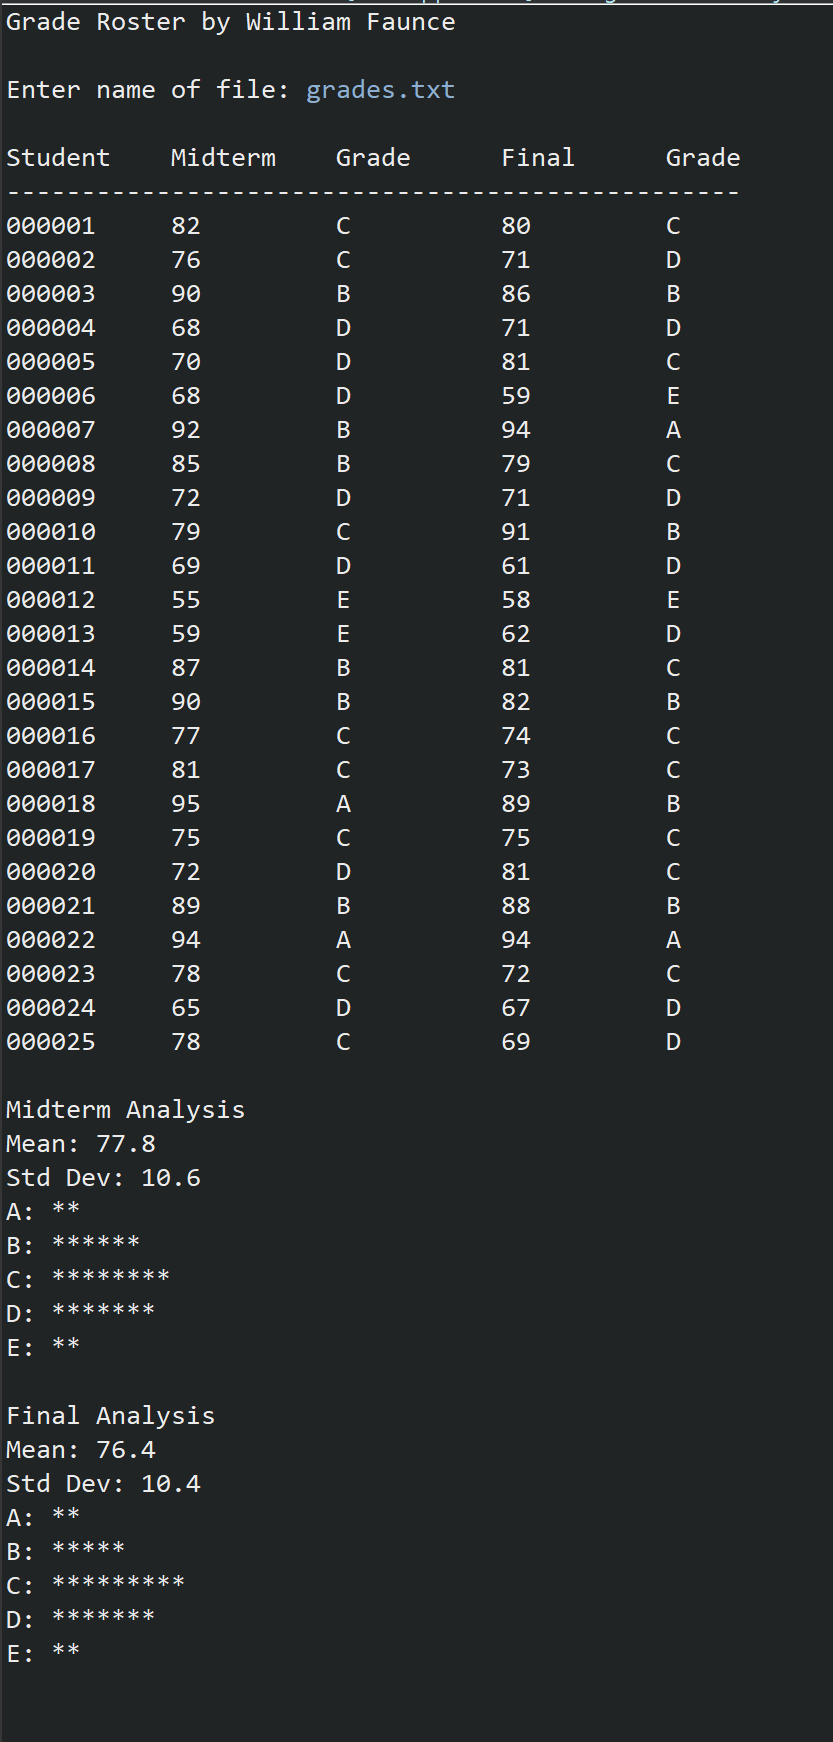 Grade Roster by William Faunce
Enter name of file: grades.txt
Student Midterm Grade Final Grade
-------------------------------------------------
000001 82 C 80 C
000002 76 C 71 D
000003 90 B 86 B
000004 68 D 71 D
000005 70 D 81 C
000006 68 D 59 E
000007 92 B 94 A
000008 85 B 79 C
000009 72 D 71 D
000010 79 C 91 B
000011 69 D 61 D
000012 55 E 58 E
000013 59 E 62 D
000014 87 B 81 C
000015 90 B 82 B
000016 77 C 74 C
000017 81 C 73 C
000018 95 A 89 B
000019 75 C 75 C
000020 72 D 81 C
000021 89 B 88 B
000022 94 A 94 A
000023 78 C 72 C
000024 65 D 67 D
000025 78 C 69 D
Midterm Analysis
Mean: 77.8
Std Dev: 10.6
A: **
B: ******
C: ********
D: *******
E: **
Final Analysis
Mean: 76.4
Std Dev: 10.4
A: **
B: *****
C: *********
D: *******
E: **